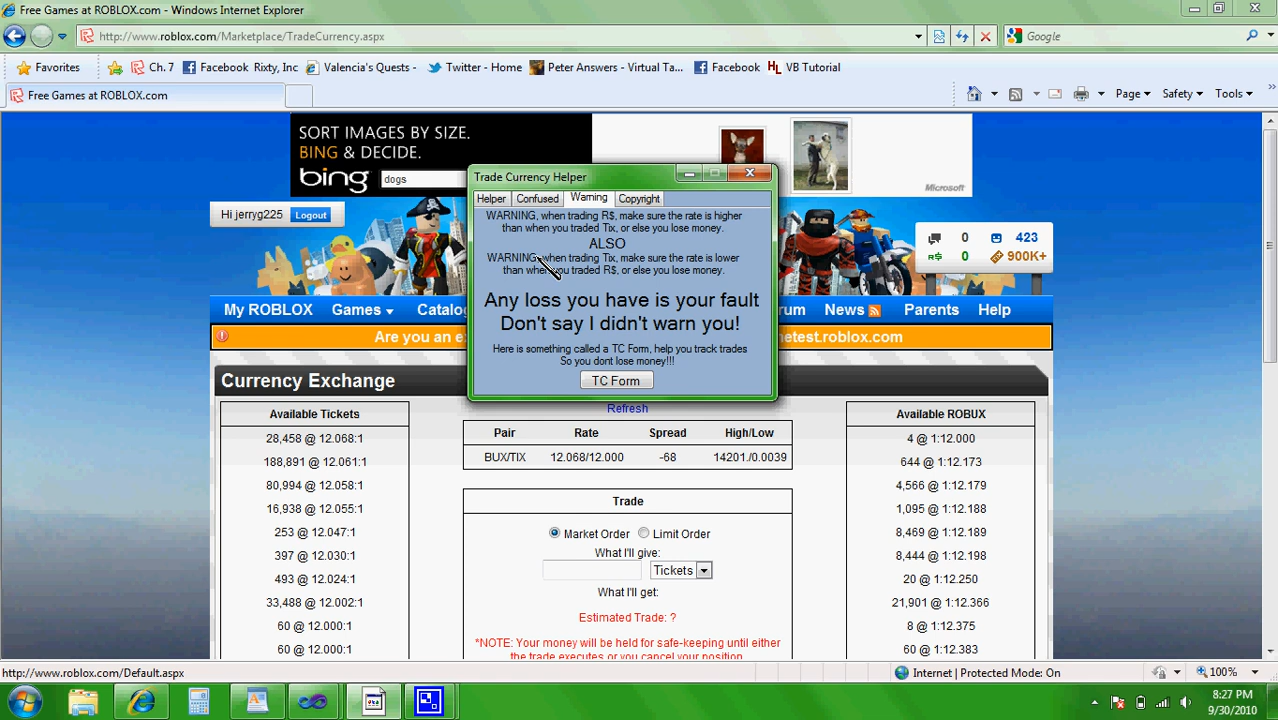 Free Games at ROBLOX.com - Windows Internet Explorer
http://www.roblox.com/Marketplace/TradeCurrency.aspx
Google
Favorites
Ch. 7
Facebook Rixty, Inc
Valencia's Quests -
Twitter - Home
Peter Answers - Virtual Ta...
Facebook
HL VB Tutorial
Free Games at ROBLOX.com
Page
Safety
Tools
SORT IMAGES BY SIZE.
BING & DECIDE.
bing
dogs
Microsoft
Hi jerryg225
Logout
0
423
R$ 0
900K+
My ROBLOX
Games
Catalo
rum
News
Parents
Help
Are you an e
netest.roblox.com
Trade Currency Helper
Helper
Confused
Warning
Copyright
WARNING, when trading R$, make sure the rate is higher
than when you traded Tix, or else you lose money.
ALSO
WARNING, when trading Tix, make sure the rate is lower
than when you traded R$, or else you lose money.
Any loss you have is your fault
Don't say I didn't warn you!
Here is something called a TC Form, help you track trades
So you dont lose money!!!
TC Form
Currency Exchange
Available Tickets
28,458 @ 12.068:1
188,891 @ 12.061:1
80,994 @ 12.058:1
16,938 @ 12.055:1
253 @ 12.047:1
397 @ 12.030:1
493 @ 12.024:1
33,488 @ 12.002:1
60 @ 12.000:1
60 @ 12.000:1
Refresh
Pair Rate Spread High/Low
BUX/TIX 12.068/12.000 -68 14201./0.0039
Trade
Market Order
Limit Order
What I'll give:
Tickets
What I'll get:
Estimated Trade: ?
*NOTE: Your money will be held for safe-keeping until either
the trade executes or you cancel your position.
Available ROBUX
4 @ 1:12.000
644 @ 1:12.173
4,566 @ 1:12.179
1,095 @ 1:12.188
8,469 @ 1:12.189
8,444 @ 1:12.198
20 @ 1:12.250
21,901 @ 1:12.366
8 @ 1:12.375
60 @ 1:12.383
http://www.roblox.com/Default.aspx
Internet | Protected Mode: On
100%
8:27 PM
9/30/2010